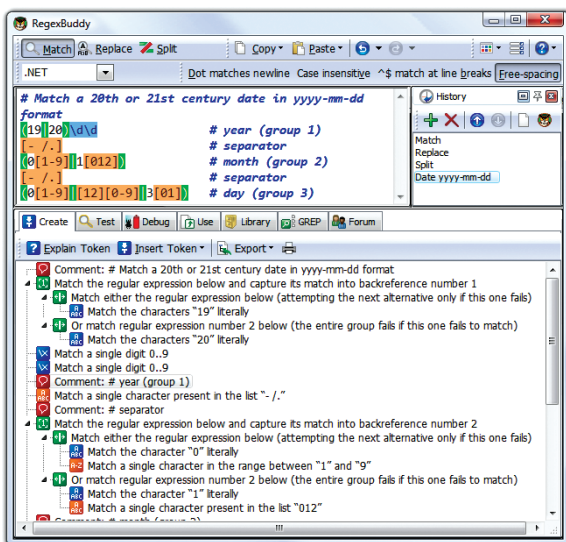 RegexBuddy
Match Replace Split Copy Paste
.NET Dot matches newline Case insensitive ^$ match at line breaks Free-spacing
# Match a 20th or 21st century date in yyyy-mm-dd
format
(19|20)\d\d # year (group 1)
[- /.] # separator
(0[1-9]|1[012]) # month (group 2)
[- /.] # separator
(0[1-9]|[12][0-9]|3[01]) # day (group 3)
History
Match
Replace
Split
Date yyyy-mm-dd
Create Test Debug Use Library GREP Forum
Explain Token Insert Token Export
Comment: # Match a 20th or 21st century date in yyyy-mm-dd format
Match the regular expression below and capture its match into backreference number 1
Match either the regular expression below (attempting the next alternative only if this one fails)
Match the characters "19" literally
Or match regular expression number 2 below (the entire group fails if this one fails to match)
Match the characters "20" literally
Match a single digit 0..9
Match a single digit 0..9
Comment: # year (group 1)
Match a single character present in the list "- /."
Comment: # separator
Match the regular expression below and capture its match into backreference number 2
Match either the regular expression below (attempting the next alternative only if this one fails)
Match the character "0" literally
Match a single character in the range between "1" and "9"
Or match regular expression number 2 below (the entire group fails if this one fails to match)
Match the character "1" literally
Match a single character present in the list "012"
Comment: # month (group 2)